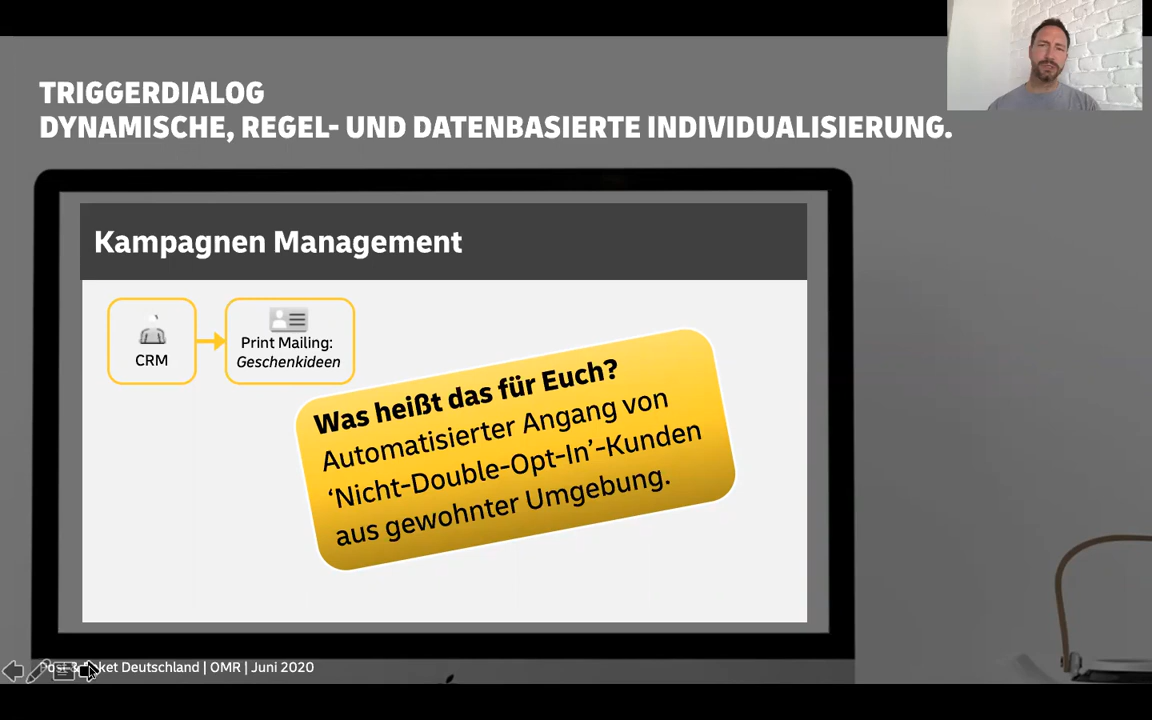 TRIGGERDIALOG
DYNAMISCHE, REGEL- UND DATENBASIERTE INDIVIDUALISIERUNG.
Kampagnen Management
CRM
Print Mailing:
Geschenkideen
Was heißt das für Euch?
Automatisierter Angang von
‘Nicht-Double-Opt-In’-Kunden
aus gewohnter Umgebung.
Deutschland | OMR | Juni 2020